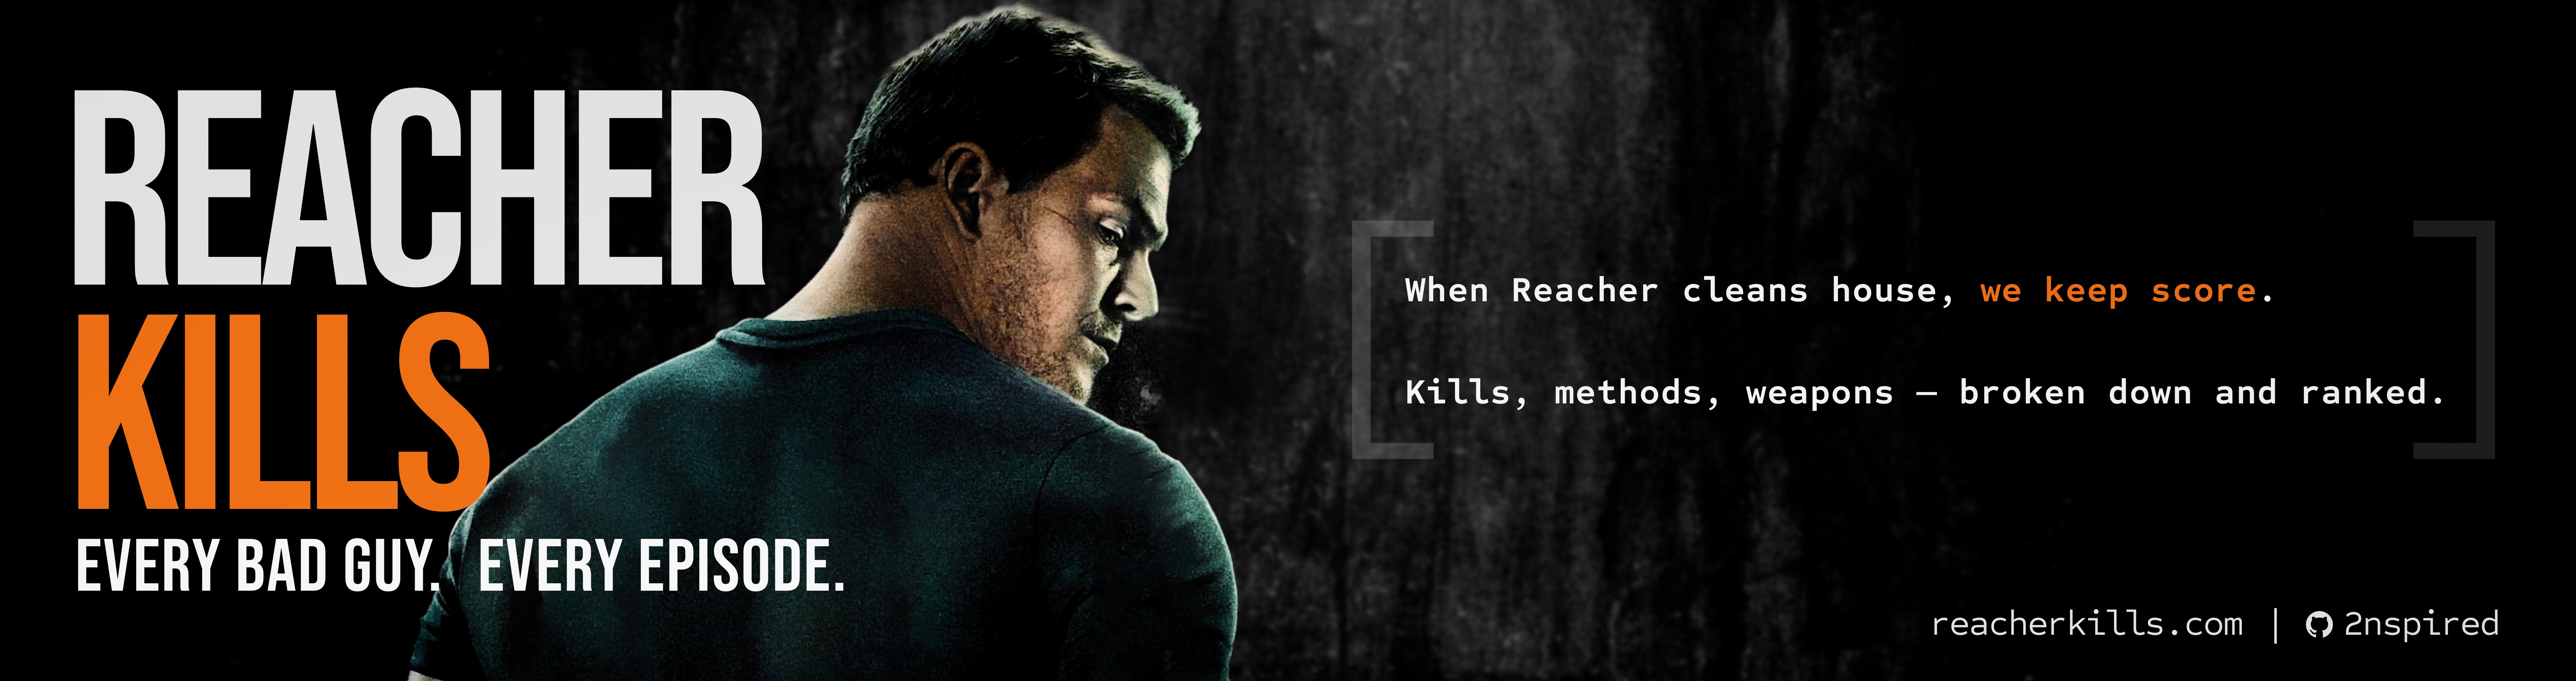 REACHER
KILLS
EVERY BAD GUY. EVERY EPISODE.
When Reacher cleans house, we keep score.
Kills, methods, weapons — broken down and ranked.
reacherkills.com | 2nspired